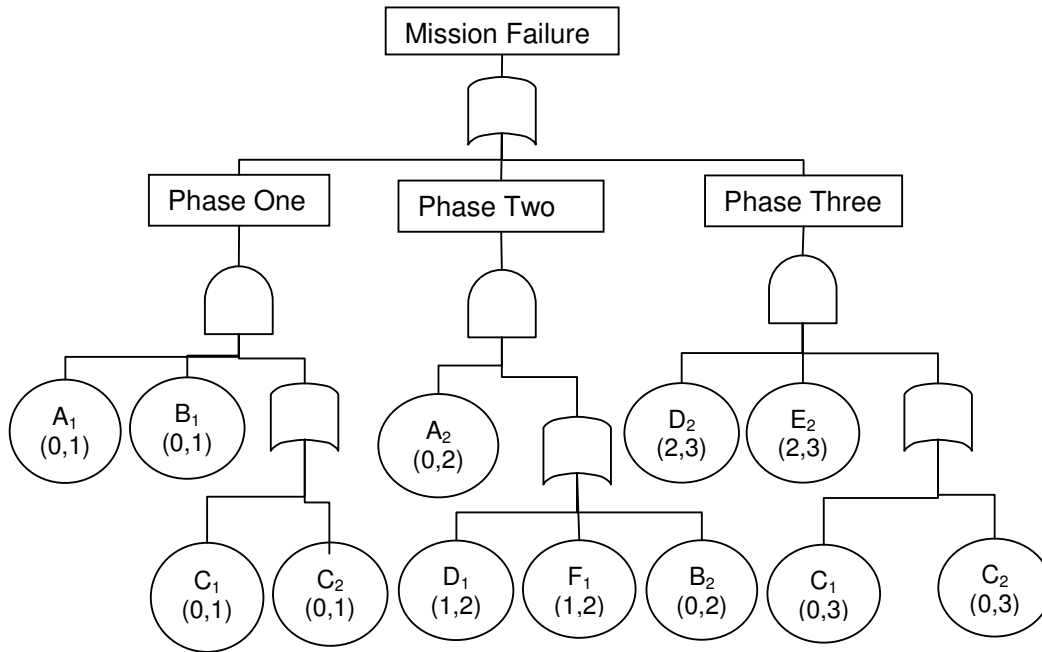 Mission Failure
Phase One
Phase Two
Phase Three
A₁
(0,1)
B₁
(0,1)
A₂
(0,2)
D₂
(2,3)
E₂
(2,3)
C₁
(0,1)
C₂
(0,1)
D₁
(1,2)
F₁
(1,2)
B₂
(0,2)
C₁
(0,3)
C₂
(0,3)